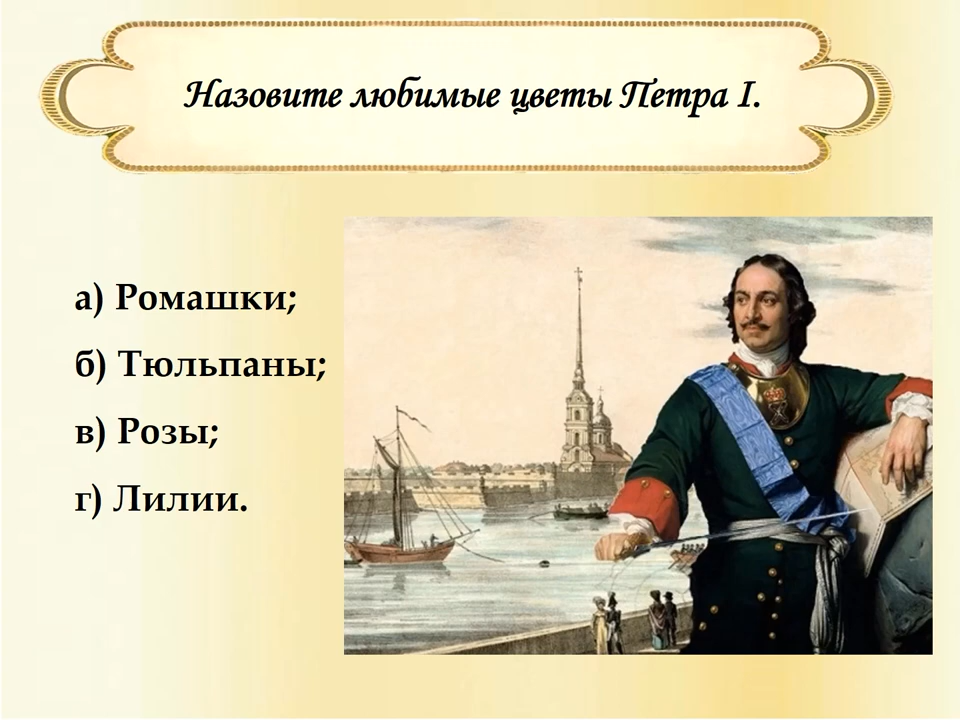 Назовите любимые цветы Петра I.
а) Ромашки;
б) Тюльпаны;
в) Розы;
г) Лилии.